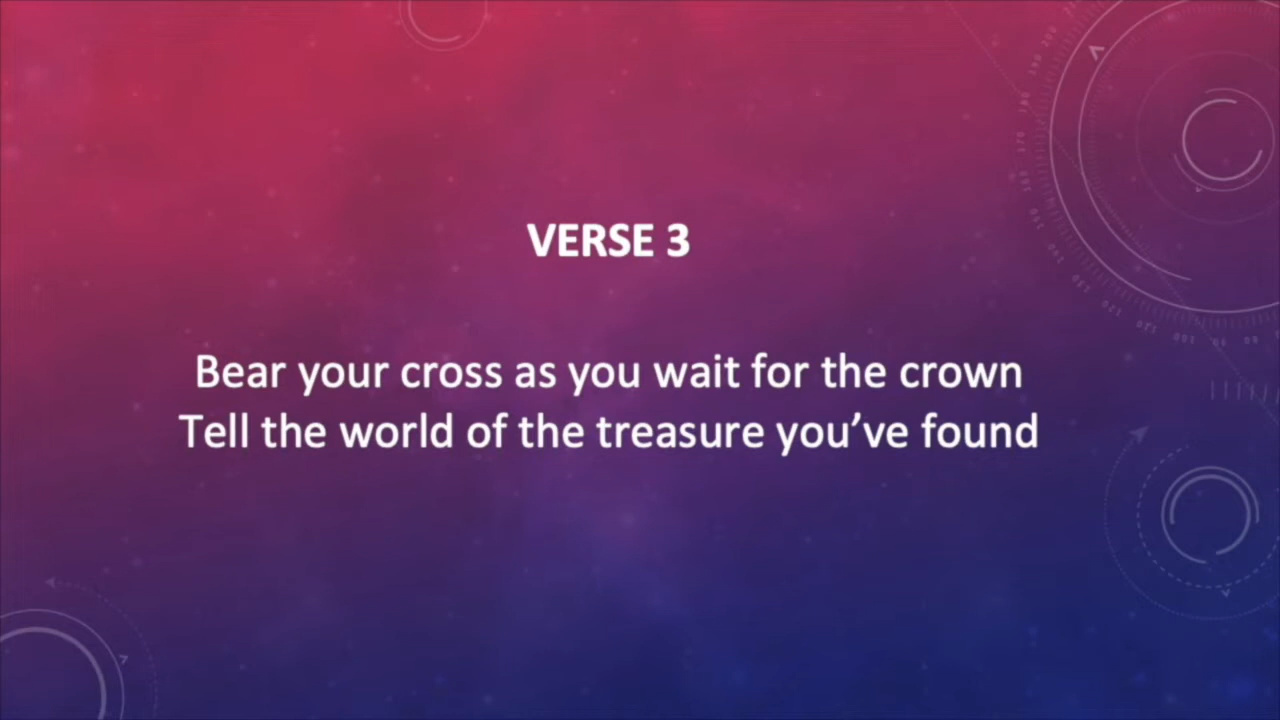 VERSE 3
Bear your cross as you wait for the crown
Tell the world of the treasure you’ve found